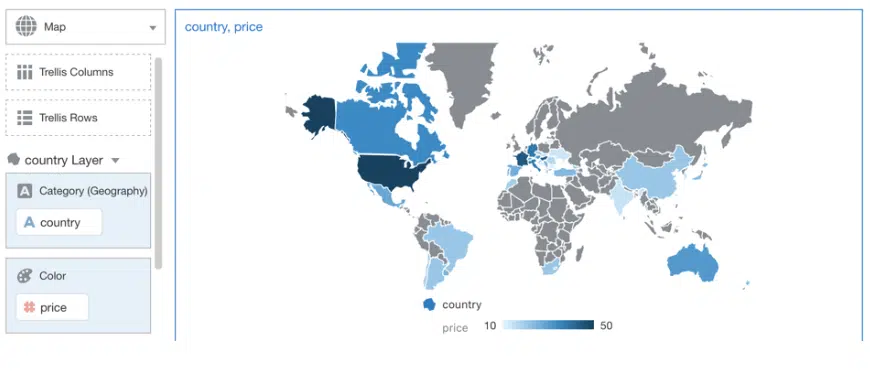 Map
Trellis Columns
Trellis Rows
country Layer
A Category (Geography)
A country
Color
# price
country, price
country
price 10 50